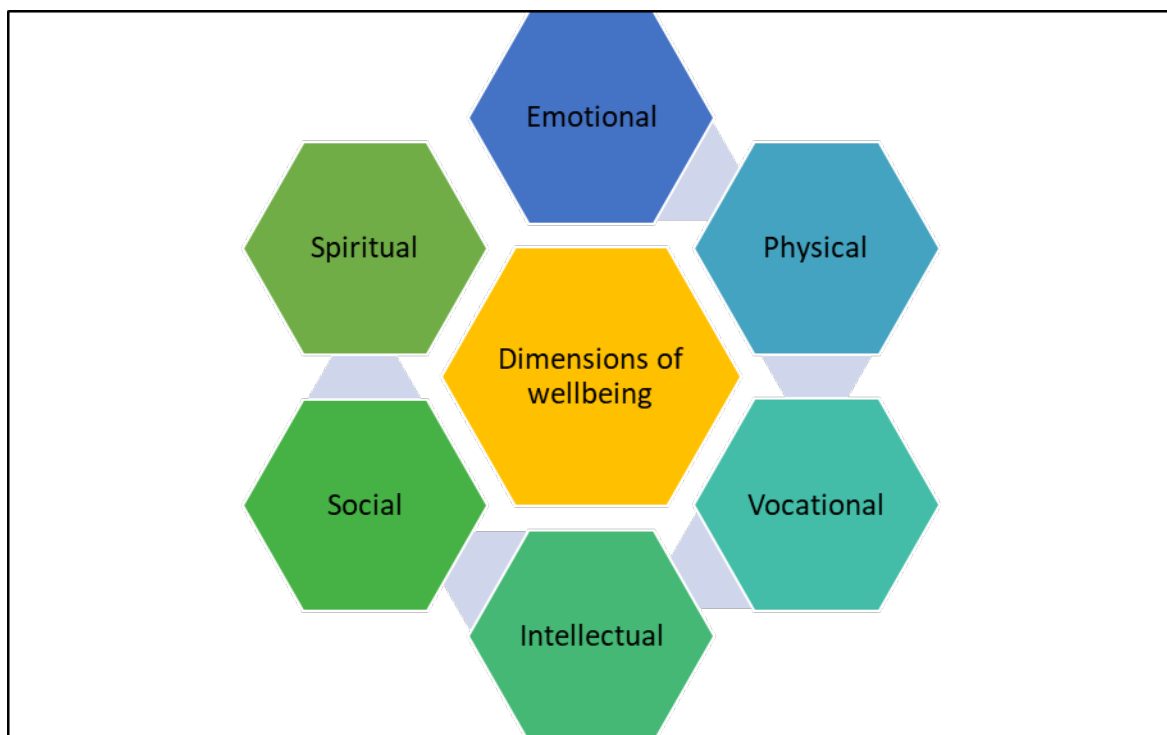 Emotional
Physical
Spiritual
Dimensions of
wellbeing
Vocational
Social
Intellectual